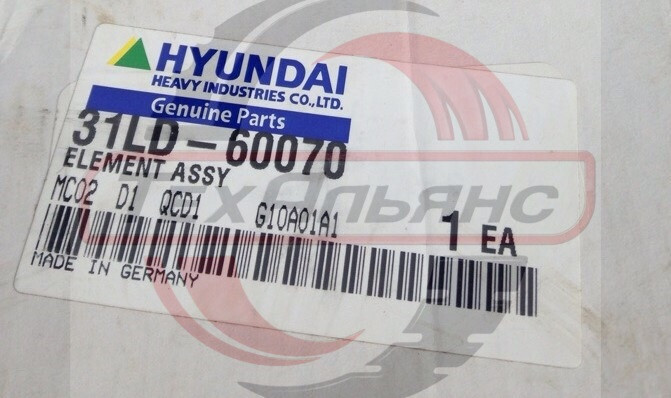 HYUNDAI
HEAVY INDUSTRIES CO.,LTD.
Genuine Parts
31LD-60070
ELEMENT ASSY
MC02 D1 QCD1 G10A01A1
1 EA
MADE IN GERMANY
ТехАльянс